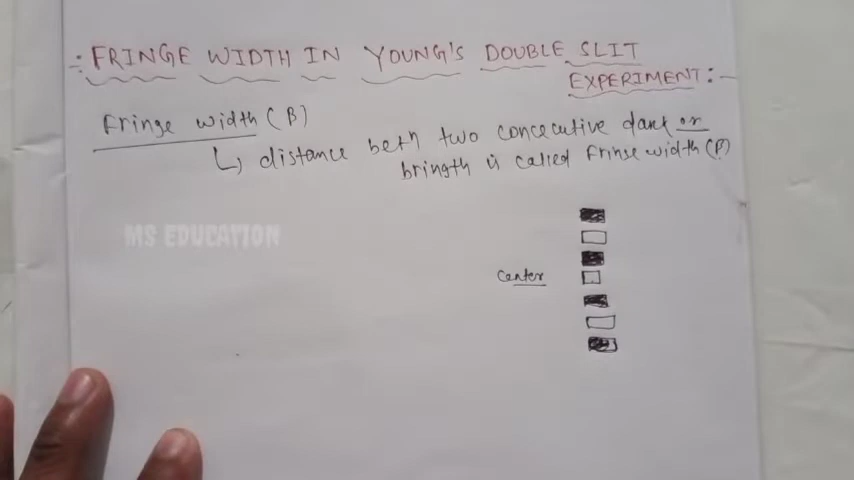 :FRINGE WIDTH IN YOUNG'S DOUBLE SLIT
EXPERIMENT:-
Fringe width (β)
↳ distance betn two concecutive dark or
bringth is called Fringe width (β)
MS EDUCATION
Center